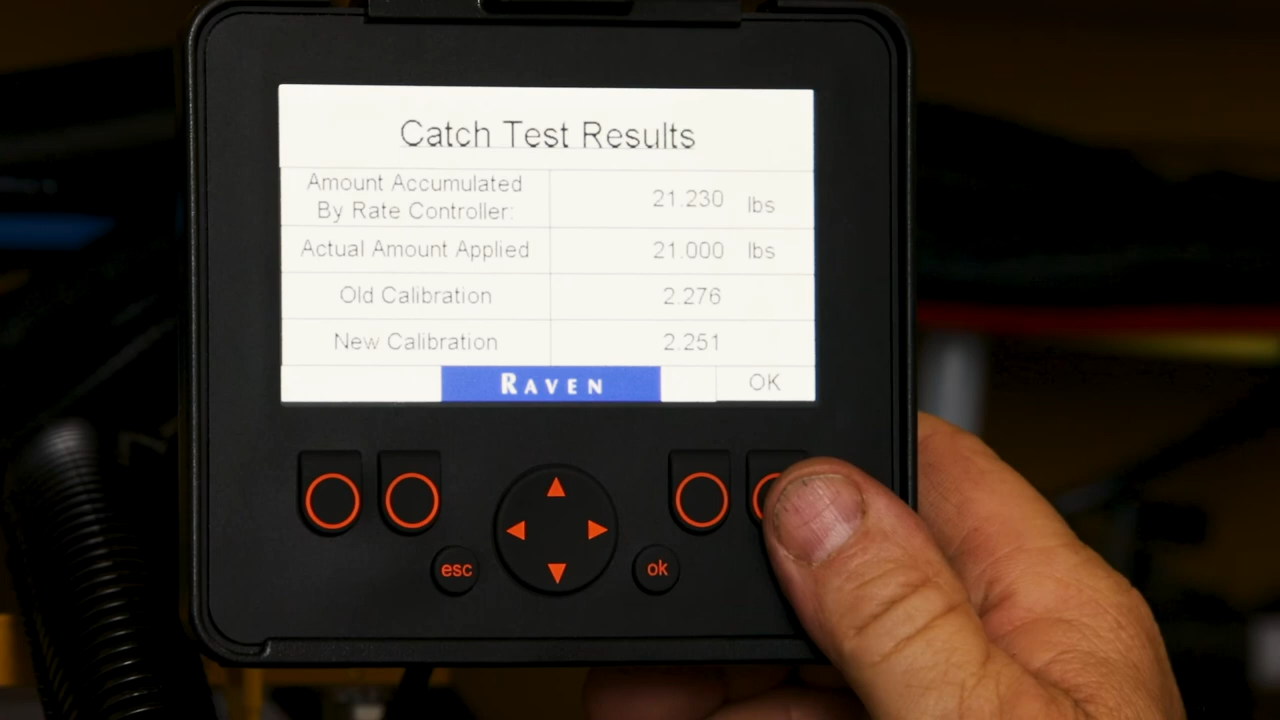 Catch Test Results
Amount Accumulated
By Rate Controller:
21.230 lbs
Actual Amount Applied
21.000 lbs
Old Calibration
2.276
New Calibration
2.251
RAVEN
OK
esc
ok